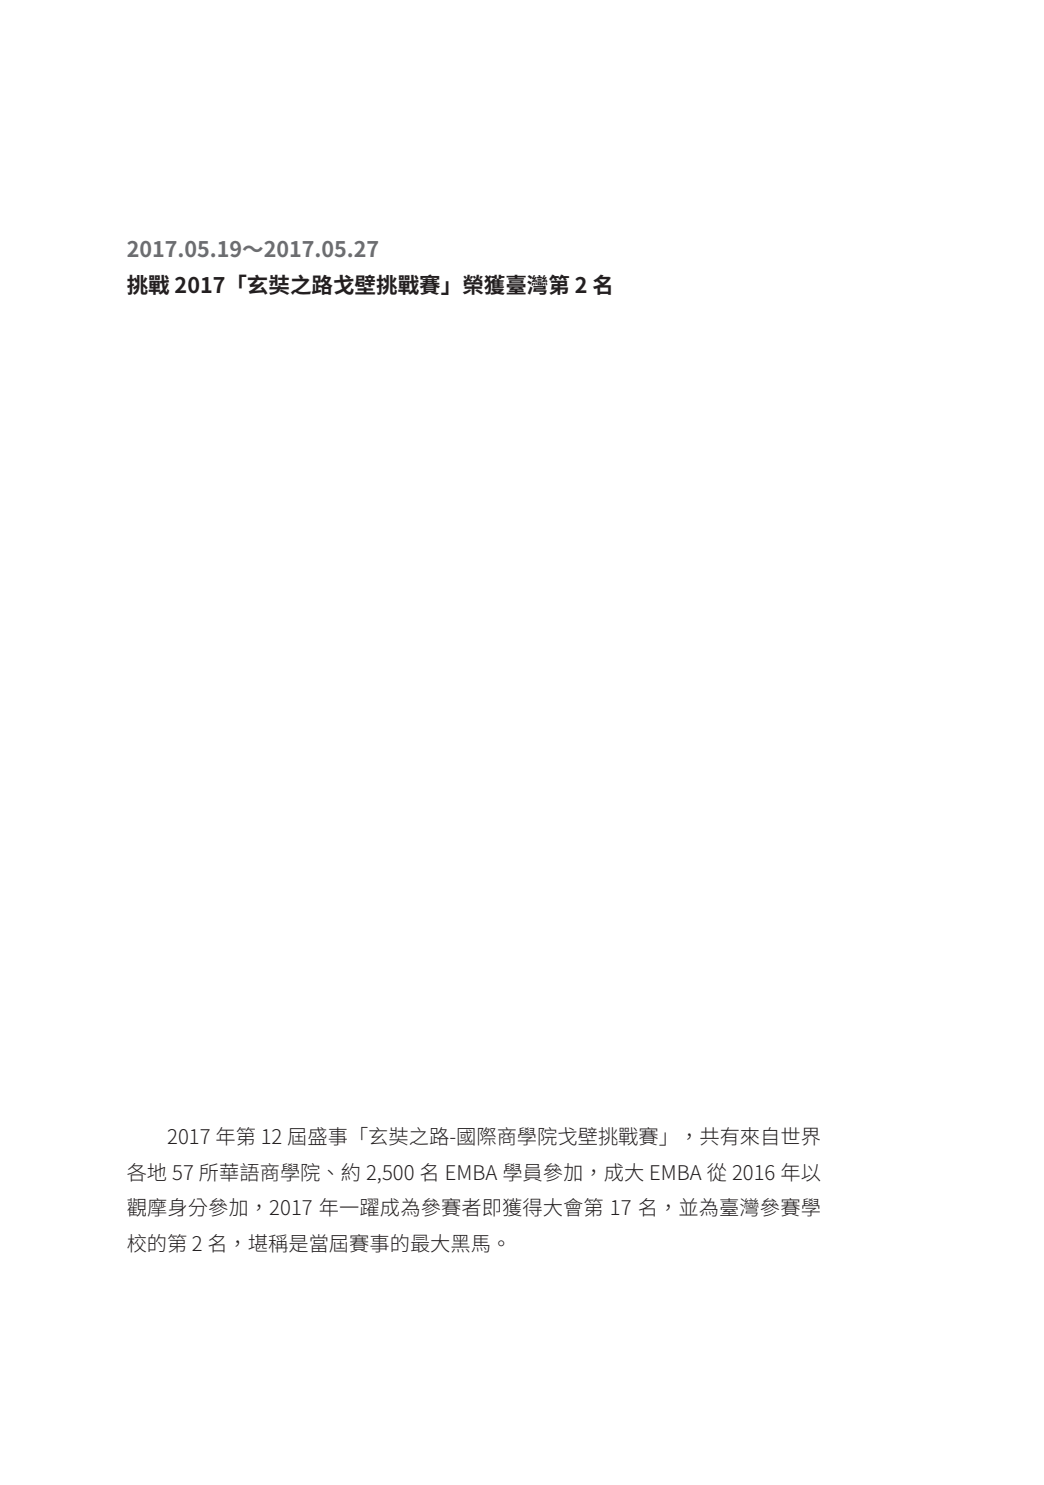 2017.05.19～2017.05.27
挑戰 2017「玄奘之路戈壁挑戰賽」榮獲臺灣第 2 名
2017 年第 12 屆盛事「玄奘之路-國際商學院戈壁挑戰賽」，共有來自世界
各地 57 所華語商學院、約 2,500 名 EMBA 學員參加，成大 EMBA 從 2016 年以
觀摩身分參加，2017 年一躍成為參賽者即獲得大會第 17 名，並為臺灣參賽學
校的第 2 名，堪稱是當屆賽事的最大黑馬。